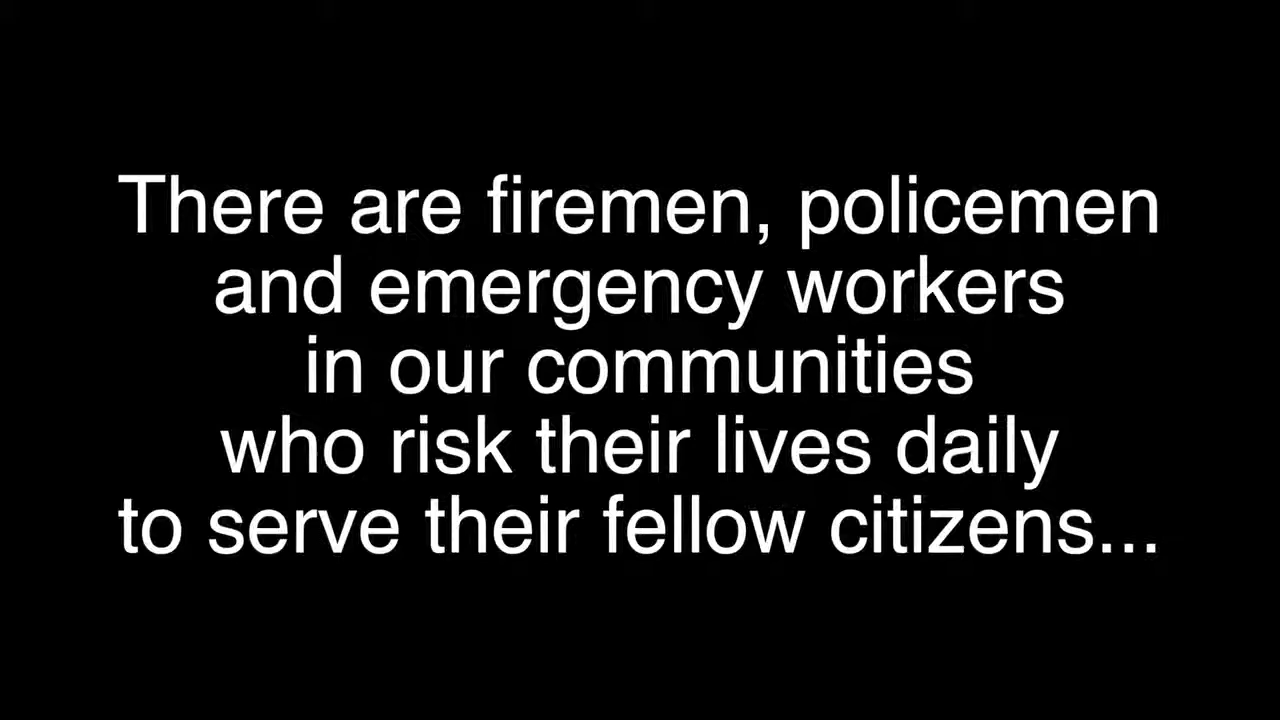 There are firemen, policemen
and emergency workers
in our communities
who risk their lives daily
to serve their fellow citizens...